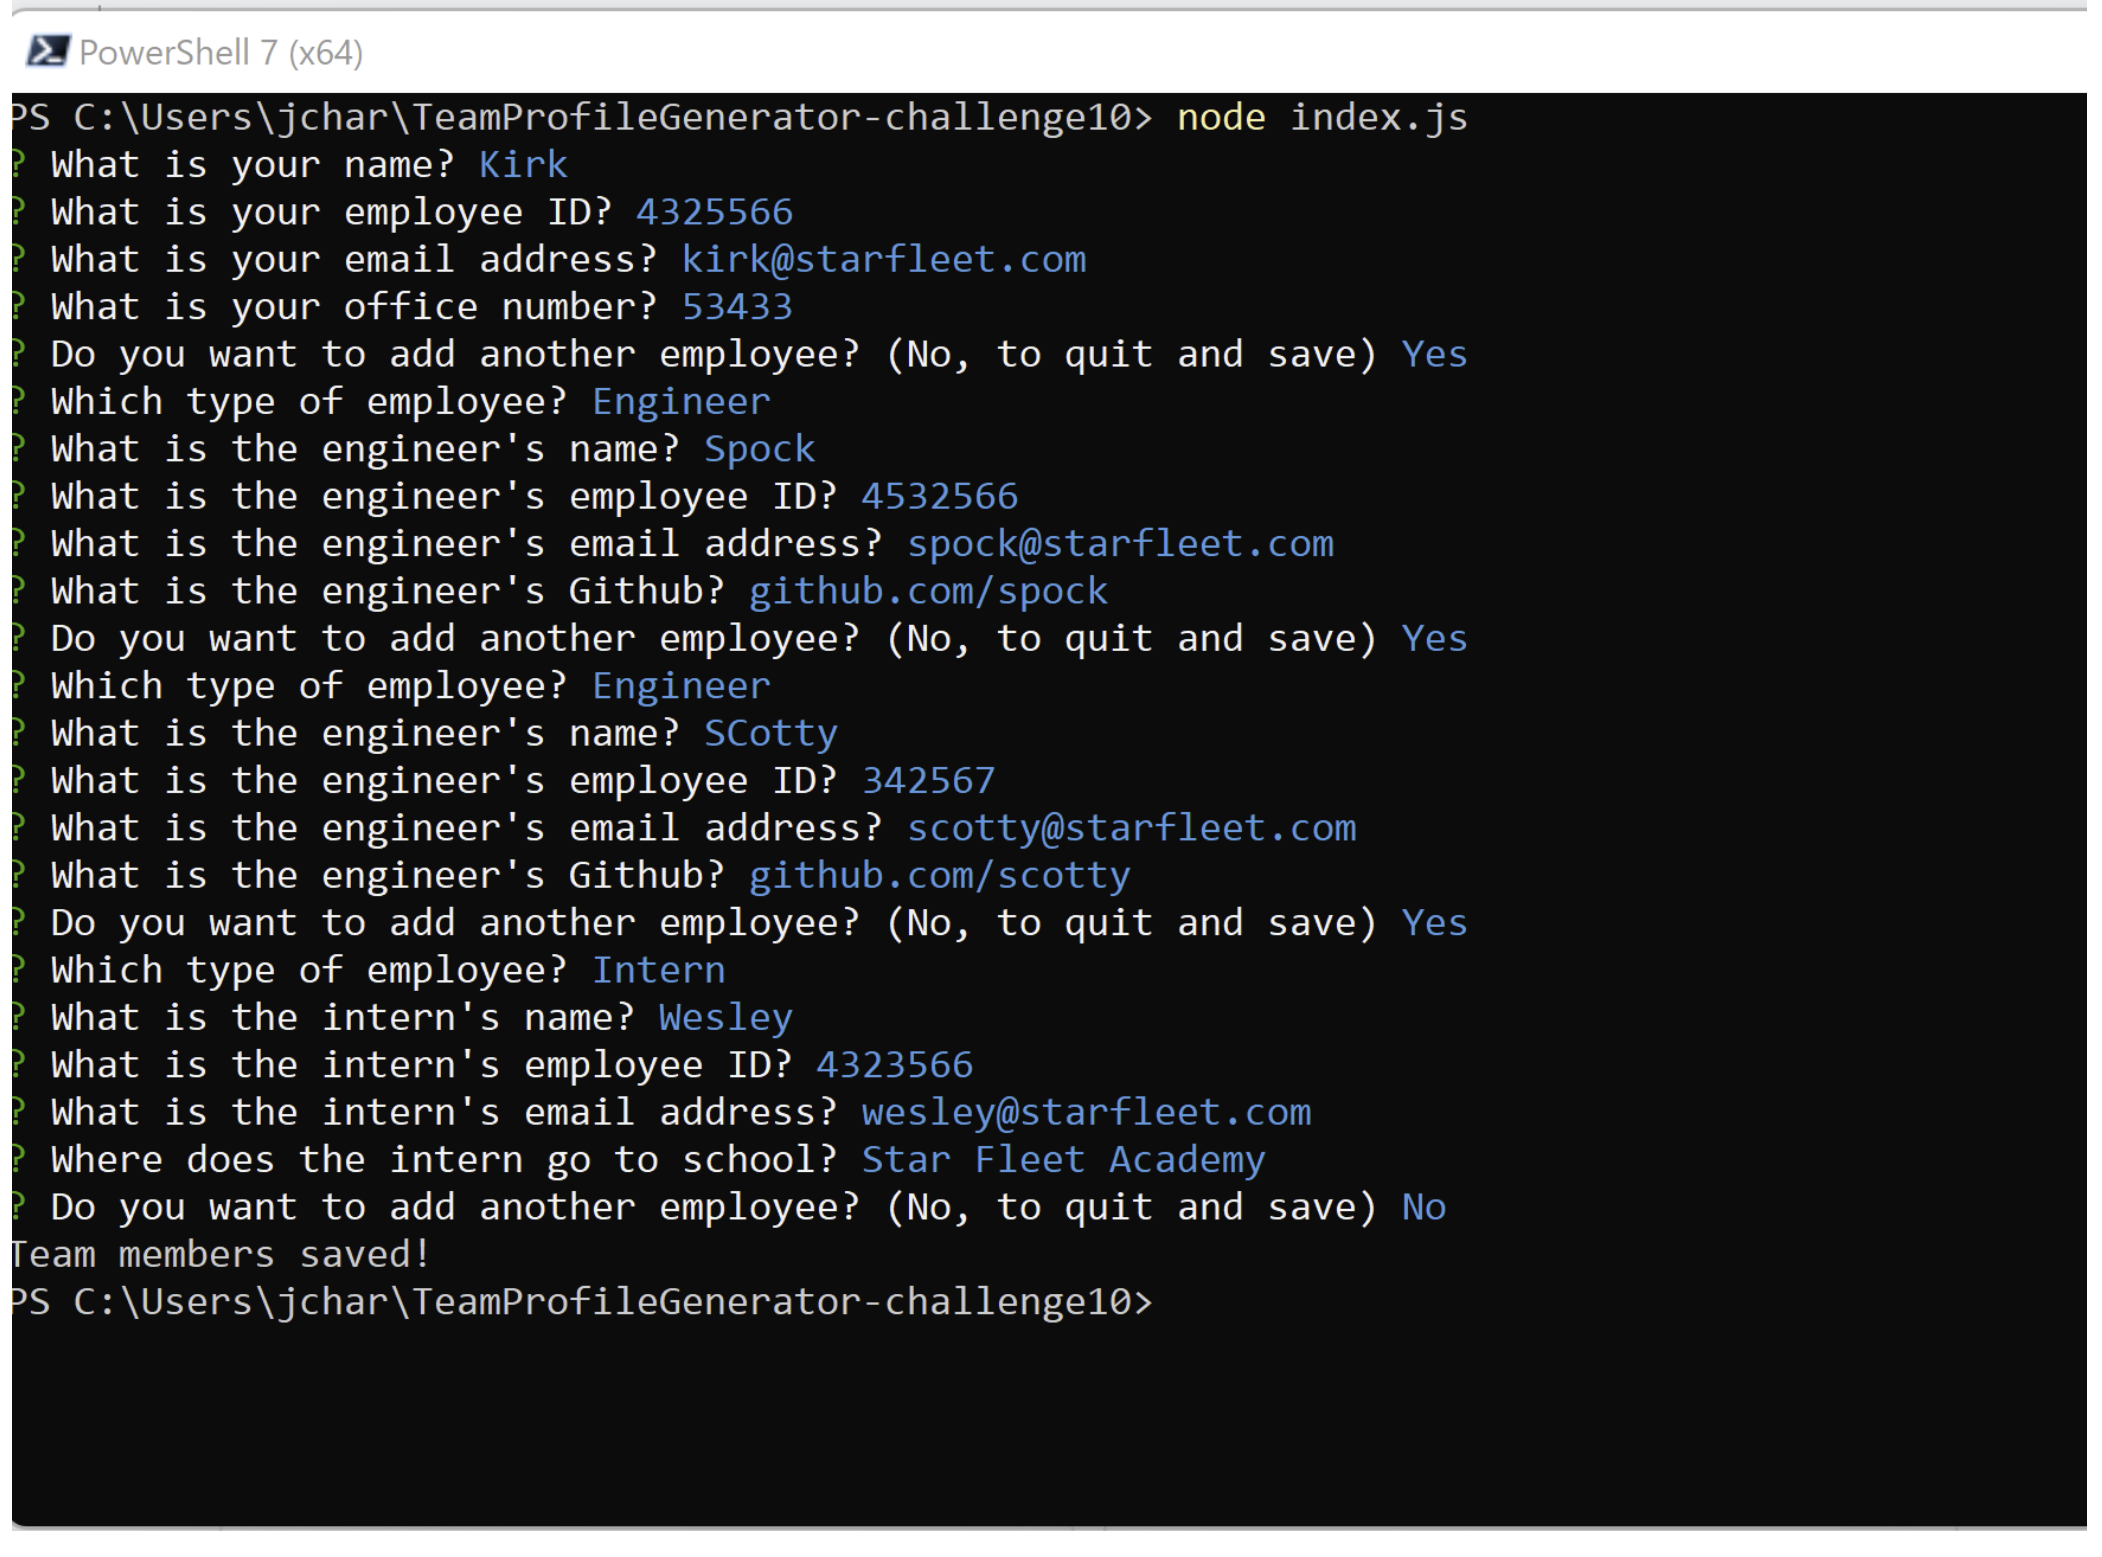 PowerShell 7 (x64)
PS C:\Users\jchar\TeamProfileGenerator-challenge10> node index.js
? What is your name? Kirk
? What is your employee ID? 4325566
? What is your email address? kirk@starfleet.com
? What is your office number? 53433
? Do you want to add another employee? (No, to quit and save) Yes
? Which type of employee? Engineer
? What is the engineer's name? Spock
? What is the engineer's employee ID? 4532566
? What is the engineer's email address? spock@starfleet.com
? What is the engineer's Github? github.com/spock
? Do you want to add another employee? (No, to quit and save) Yes
? Which type of employee? Engineer
? What is the engineer's name? SCotty
? What is the engineer's employee ID? 342567
? What is the engineer's email address? scotty@starfleet.com
? What is the engineer's Github? github.com/scotty
? Do you want to add another employee? (No, to quit and save) Yes
? Which type of employee? Intern
? What is the intern's name? Wesley
? What is the intern's employee ID? 4323566
? What is the intern's email address? wesley@starfleet.com
? Where does the intern go to school? Star Fleet Academy
? Do you want to add another employee? (No, to quit and save) No
Team members saved!
PS C:\Users\jchar\TeamProfileGenerator-challenge10>